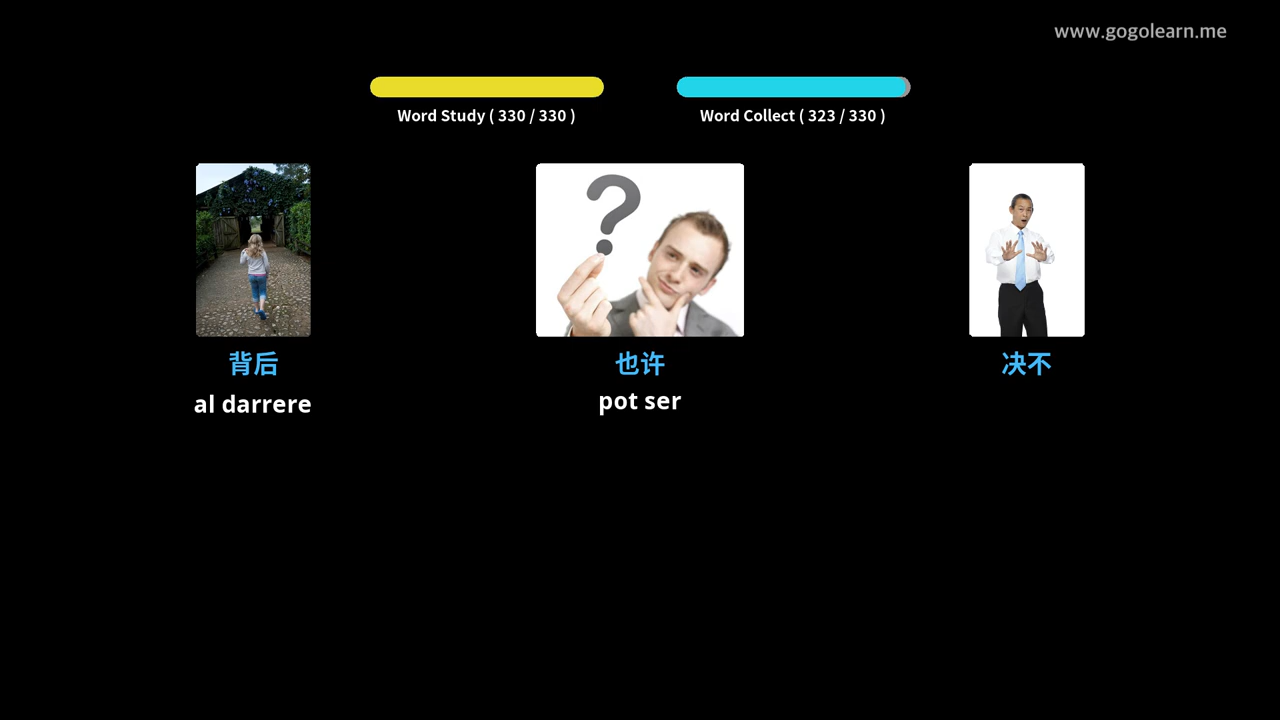 www.gogolearn.me
Word Study ( 330 / 330 )
Word Collect ( 323 / 330 )
背后
也许
决不
al darrere
pot ser